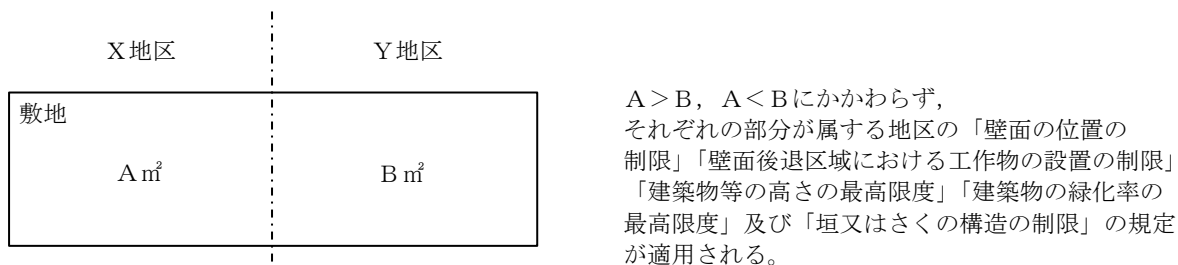 X地区
Y地区
敷地
A㎡
B㎡
A>B,A<Bにかかわらず,
それぞれの部分が属する地区の「壁面の位置の
制限」「壁面後退区域における工作物の設置の制限」
「建築物等の高さの最高限度」「建築物の緑化率の
最高限度」及び「垣又はさくの構造の制限」の規定
が適用される。